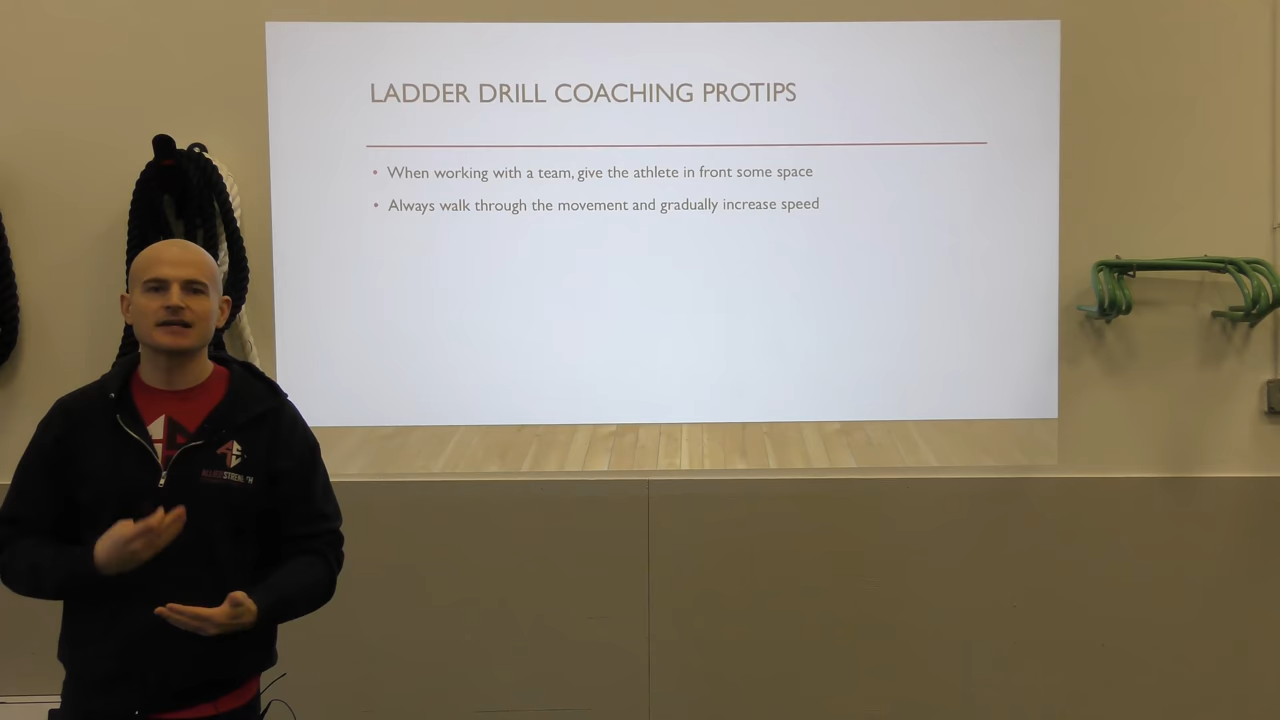 LADDER DRILL COACHING PROTIPS
• When working with a team, give the athlete in front some space
• Always walk through the movement and gradually increase speed
ALLIEDSTRENGTH